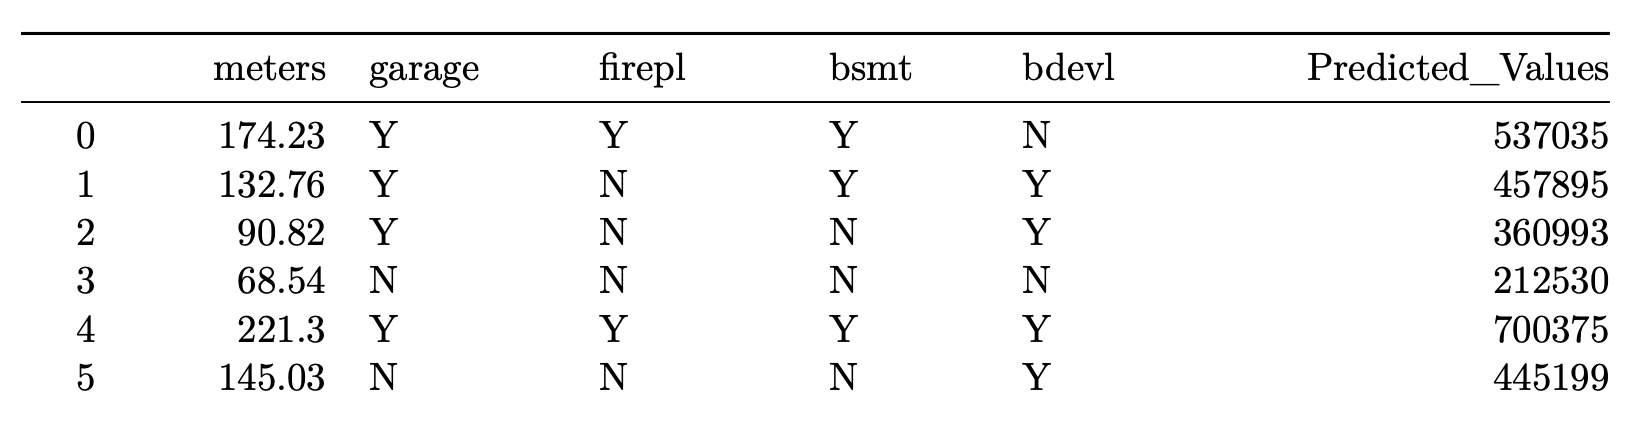 meters garage firepl bsmt bdevl Predicted_Values
0 174.23 Y Y Y N 537035
1 132.76 Y N Y Y 457895
2 90.82 Y N N Y 360993
3 68.54 N N N N 212530
4 221.3 Y Y Y Y 700375
5 145.03 N N N Y 445199